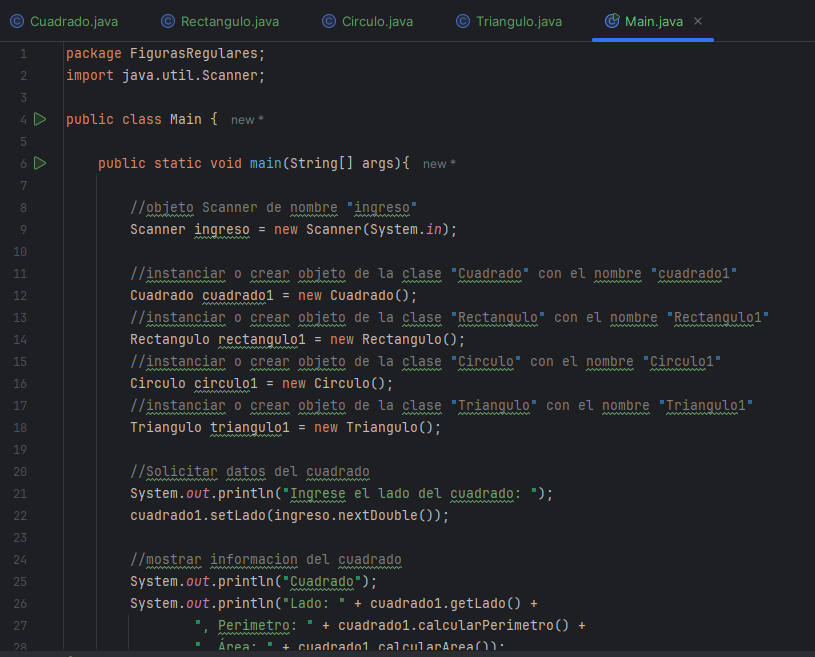 Cuadrado.java Rectangulo.java Circulo.java Triangulo.java Main.java
1 package FigurasRegulares;
2 import java.util.Scanner;
3
4 public class Main { new *
5
6 public static void main(String[] args){ new *
7
8 //objeto Scanner de nombre "ingreso"
9 Scanner ingreso = new Scanner(System.in);
10
11 //instanciar o crear objeto de la clase "Cuadrado" con el nombre "cuadrado1"
12 Cuadrado cuadrado1 = new Cuadrado();
13 //instanciar o crear objeto de la clase "Rectangulo" con el nombre "Rectangulo1"
14 Rectangulo rectangulo1 = new Rectangulo();
15 //instanciar o crear objeto de la clase "Circulo" con el nombre "Circulo1"
16 Circulo circulo1 = new Circulo();
17 //instanciar o crear objeto de la clase "Triangulo" con el nombre "Triangulo1"
18 Triangulo triangulo1 = new Triangulo();
19
20 //Solicitar datos del cuadrado
21 System.out.println("Ingrese el lado del cuadrado: ");
22 cuadrado1.setLado(ingreso.nextDouble());
23
24 //mostrar informacion del cuadrado
25 System.out.println("Cuadrado");
26 System.out.println("Lado: " + cuadrado1.getLado() +
27 ", Perimetro: " + cuadrado1.calcularPerimetro() +
28 ", Área: " + cuadrado1.calcularArea());